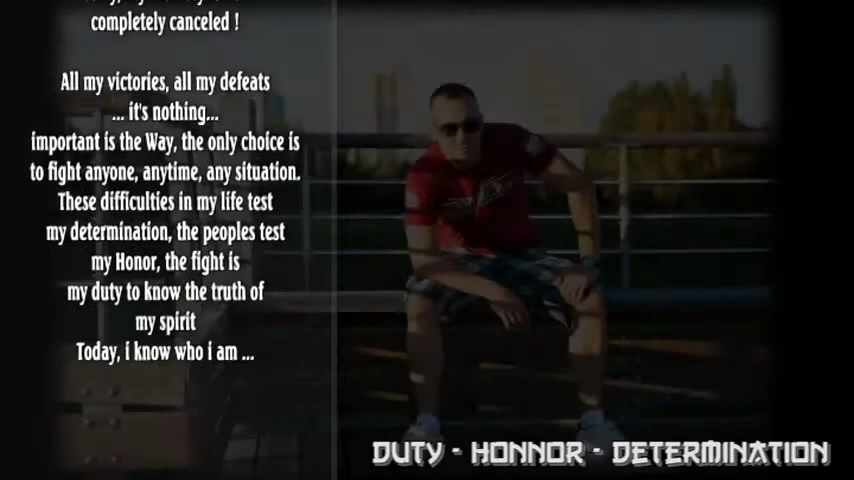 completely canceled !
All my victories, all my defeats
... it's nothing...
important is the Way, the only choice is
to fight anyone, anytime, any situation.
These difficulties in my life test
my determination, the peoples test
my Honor, the fight is
my duty to know the truth of
my spirit
Today, i know who i am ...
DUTY - HONNOR - DETERMINATION